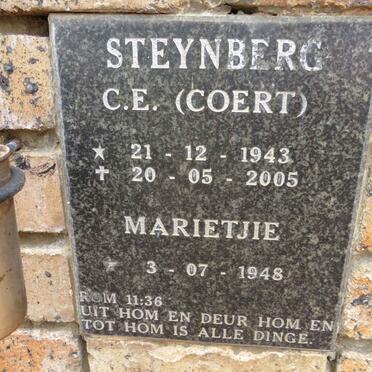 STEYNBERG
C.E. (COERT)
★ 21 - 12 - 1943
✝ 20 - 05 - 2005
MARIETJIE
★ 3 - 07 - 1948
ROM 11:36
UIT HOM EN DEUR HOM EN
TOT HOM IS ALLE DINGE.